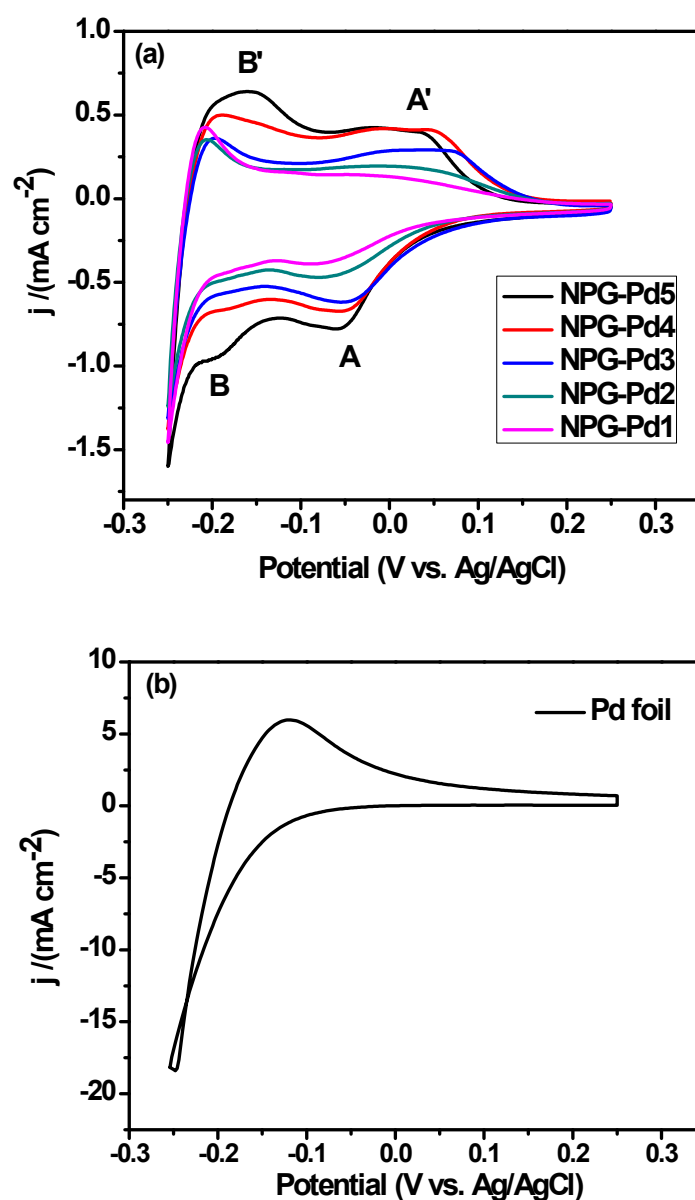 (a)
B'
A'
1.0
0.5
0.0
-0.5
-1.0
-1.5
j /(mA cm-2)
A
B
NPG-Pd5
NPG-Pd4
NPG-Pd3
NPG-Pd2
NPG-Pd1
-0.3 -0.2 -0.1 0.0 0.1 0.2 0.3
Potential (V vs. Ag/AgCl)
(b)
Pd foil
10
5
0
-5
-10
-15
-20
j /(mA cm-2)
-0.3 -0.2 -0.1 0.0 0.1 0.2 0.3
Potential (V vs. Ag/AgCl)